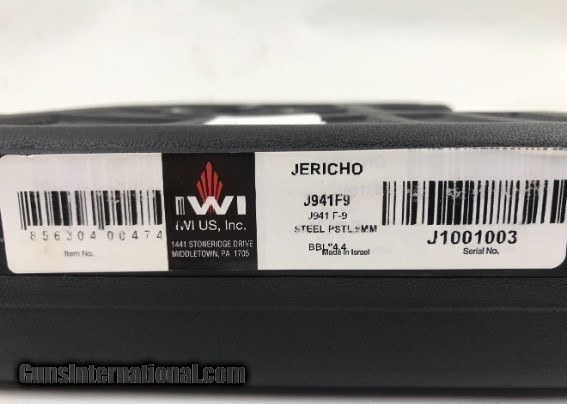 JERICHO
IWI
IWI US, Inc.
1441 STONERIDGE DRIVE
MIDDLETOWN, PA 1705
856304 00474
Item No.
J941F9
J941 F-9
STEEL PSTL.9MM
BBL"4.4
Made in Israel
J1001003
Serial No.
GunsInternational.com